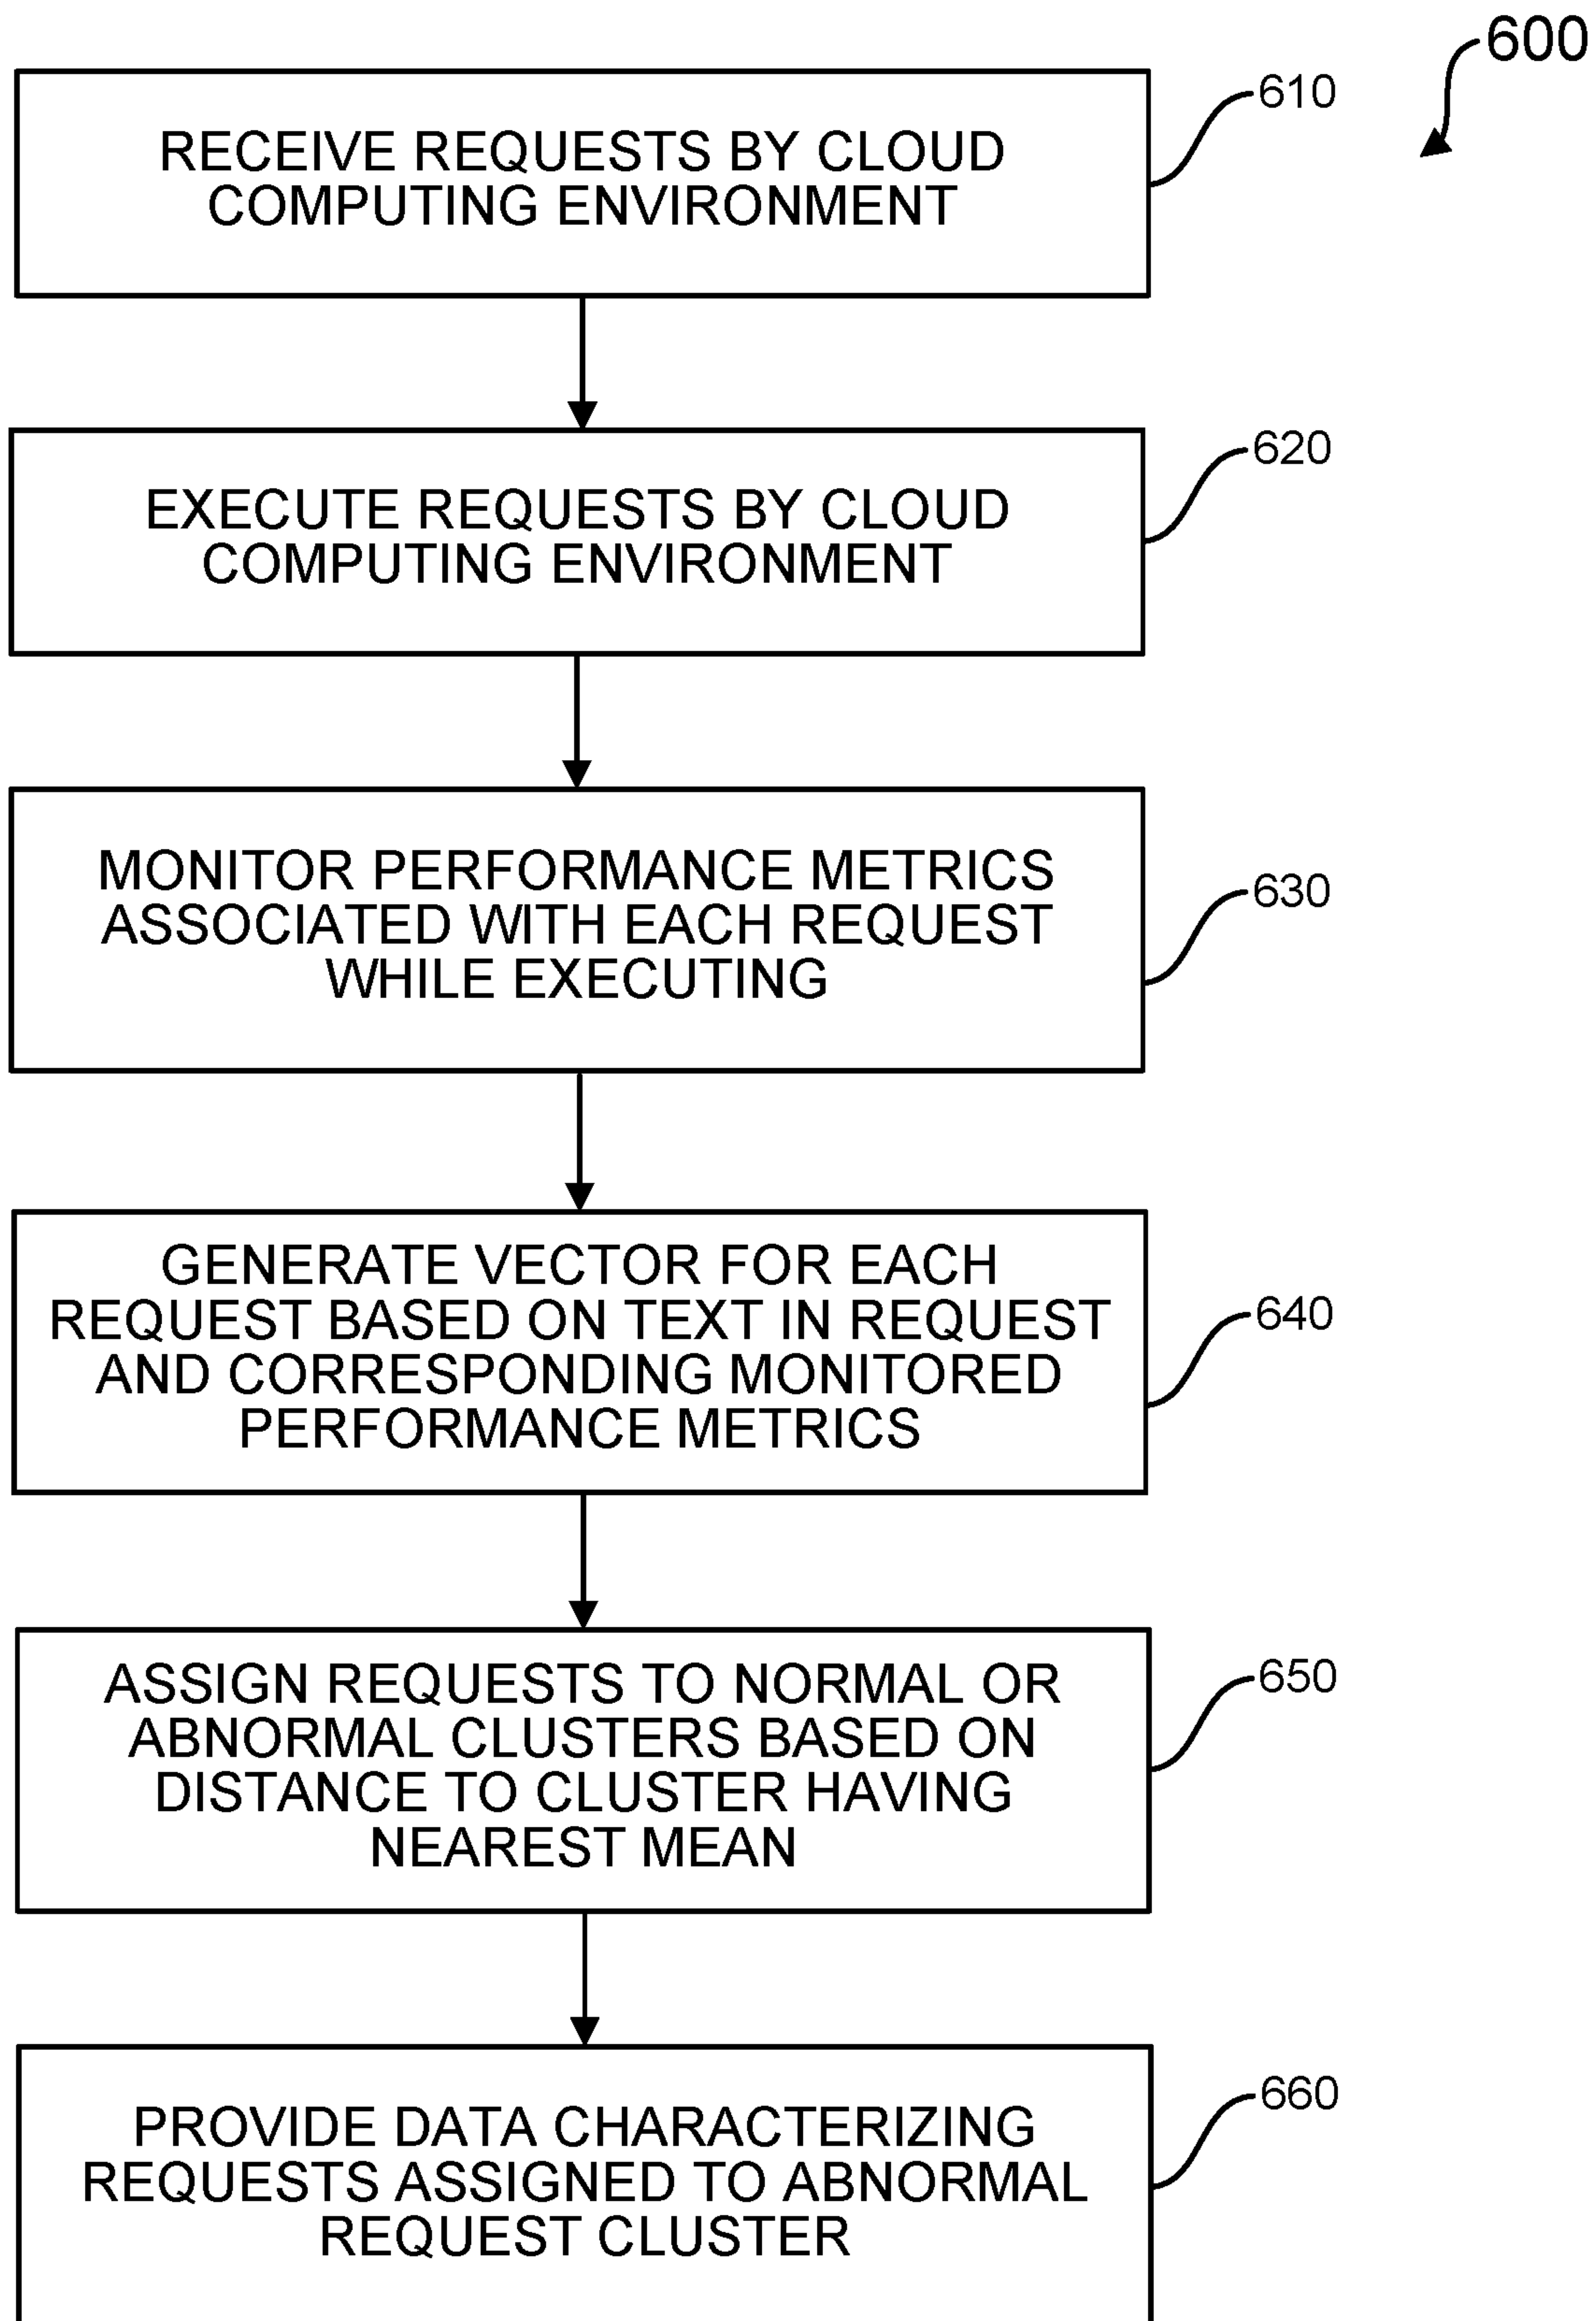 600
610
RECEIVE REQUESTS BY CLOUD
COMPUTING ENVIRONMENT
620
EXECUTE REQUESTS BY CLOUD
COMPUTING ENVIRONMENT
630
MONITOR PERFORMANCE METRICS
ASSOCIATED WITH EACH REQUEST
WHILE EXECUTING
640
GENERATE VECTOR FOR EACH
REQUEST BASED ON TEXT IN REQUEST
AND CORRESPONDING MONITORED
PERFORMANCE METRICS
650
ASSIGN REQUESTS TO NORMAL OR
ABNORMAL CLUSTERS BASED ON
DISTANCE TO CLUSTER HAVING
NEAREST MEAN
660
PROVIDE DATA CHARACTERIZING
REQUESTS ASSIGNED TO ABNORMAL
REQUEST CLUSTER